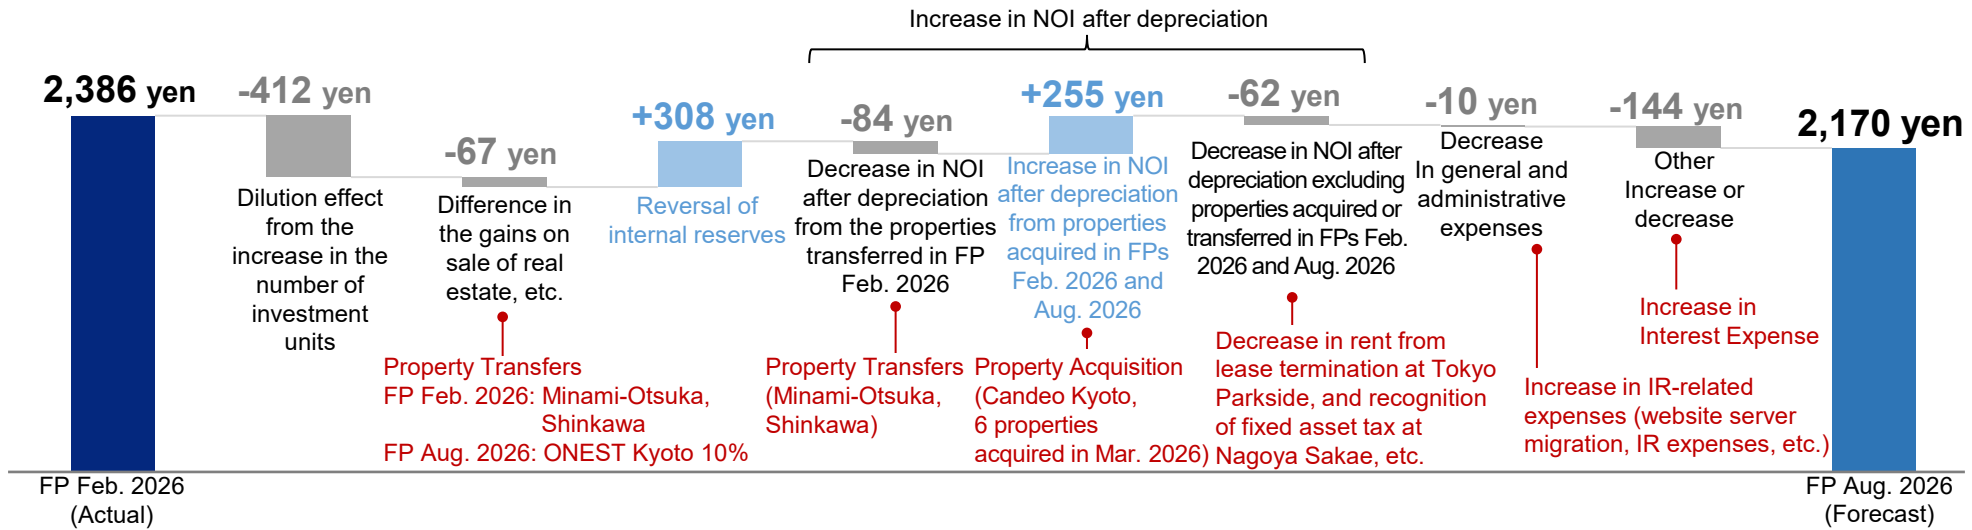 Increase in NOI after depreciation
2,386 yen
-412 yen
Dilution effect
from the
increase in the
number of
investment
units
-67 yen
Difference in
the gains on
sale of real
estate, etc.
Property Transfers
FP Feb. 2026: Minami-Otsuka,
Shinkawa
FP Aug. 2026: ONEST Kyoto 10%
+308 yen
Reversal of
internal reserves
-84 yen
Decrease in NOI
after depreciation
from the properties
transferred in FP
Feb. 2026
Property Transfers
(Minami-Otsuka,
Shinkawa)
+255 yen
Increase in NOI
after depreciation
from properties
acquired in FPs
Feb. 2026 and
Aug. 2026
Property Acquisition
(Candeo Kyoto,
6 properties
acquired in Mar. 2026)
-62 yen
Decrease in NOI after
depreciation excluding
properties acquired or
transferred in FPs Feb.
2026 and Aug. 2026
Decrease in rent from
lease termination at Tokyo
Parkside, and recognition
of fixed asset tax at
Nagoya Sakae, etc.
-10 yen
Decrease
In general and
administrative
expenses
Increase in IR-related
expenses (website server
migration, IR expenses, etc.)
-144 yen
Other
Increase or
decrease
Increase in
Interest Expense
2,170 yen
FP Feb. 2026
(Actual)
FP Aug. 2026
(Forecast)